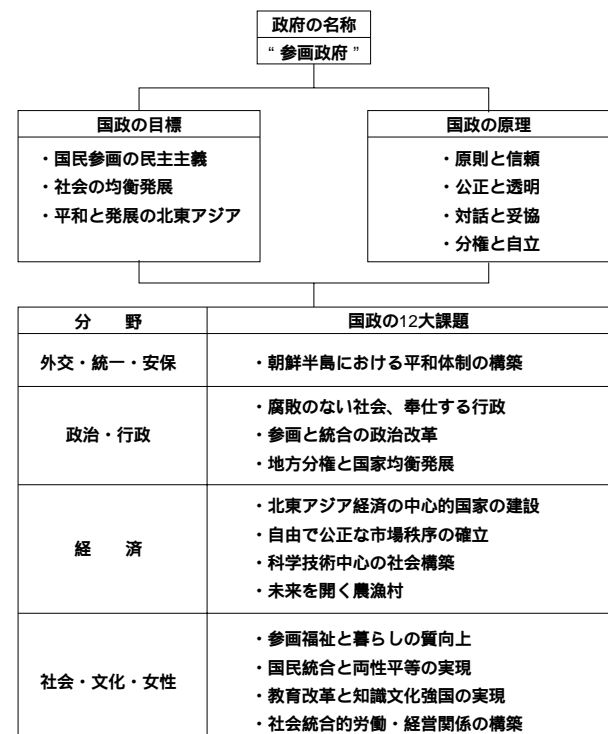 政府の名称
“参画政府”
国政の目標
・国民参画の民主主義
・社会の均衡発展
・平和と発展の北東アジア
国政の原理
・原則と信頼
・公正と透明
・対話と妥協
・分権と自立
分 野
国政の12大課題
外交・統一・安保
・朝鮮半島における平和体制の構築
政治・行政
・腐敗のない社会、奉仕する行政
・参画と統合の政治改革
・地方分権と国家均衡発展
経 済
・北東アジア経済の中心的国家の建設
・自由で公正な市場秩序の確立
・科学技術中心の社会構築
・未来を開く農漁村
社会・文化・女性
・参画福祉と暮らしの質向上
・国民統合と両性平等の実現
・教育改革と知識文化強国の実現
・社会統合的労働・経営関係の構築